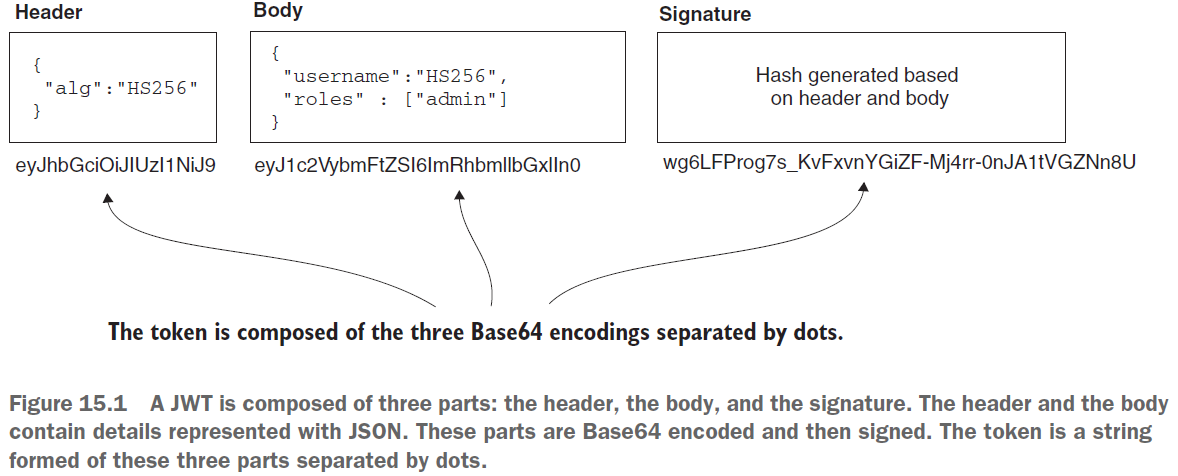 Header
{
"alg":"HS256"
}
eyJhbGciOiJIUzI1NiJ9
Body
{
"username":"HS256",
"roles" : ["admin"]
}
eyJ1c2VybmFtZSI6ImRhbmllbGxlIn0
Signature
Hash generated based
on header and body
wg6LFProg7s_KvFxvnYGiZF-Mj4rr-0nJA1tVGZNn8U
The token is composed of the three Base64 encodings separated by dots.
Figure 15.1 A JWT is composed of three parts: the header, the body, and the signature. The header and the body
contain details represented with JSON. These parts are Base64 encoded and then signed. The token is a string
formed of these three parts separated by dots.